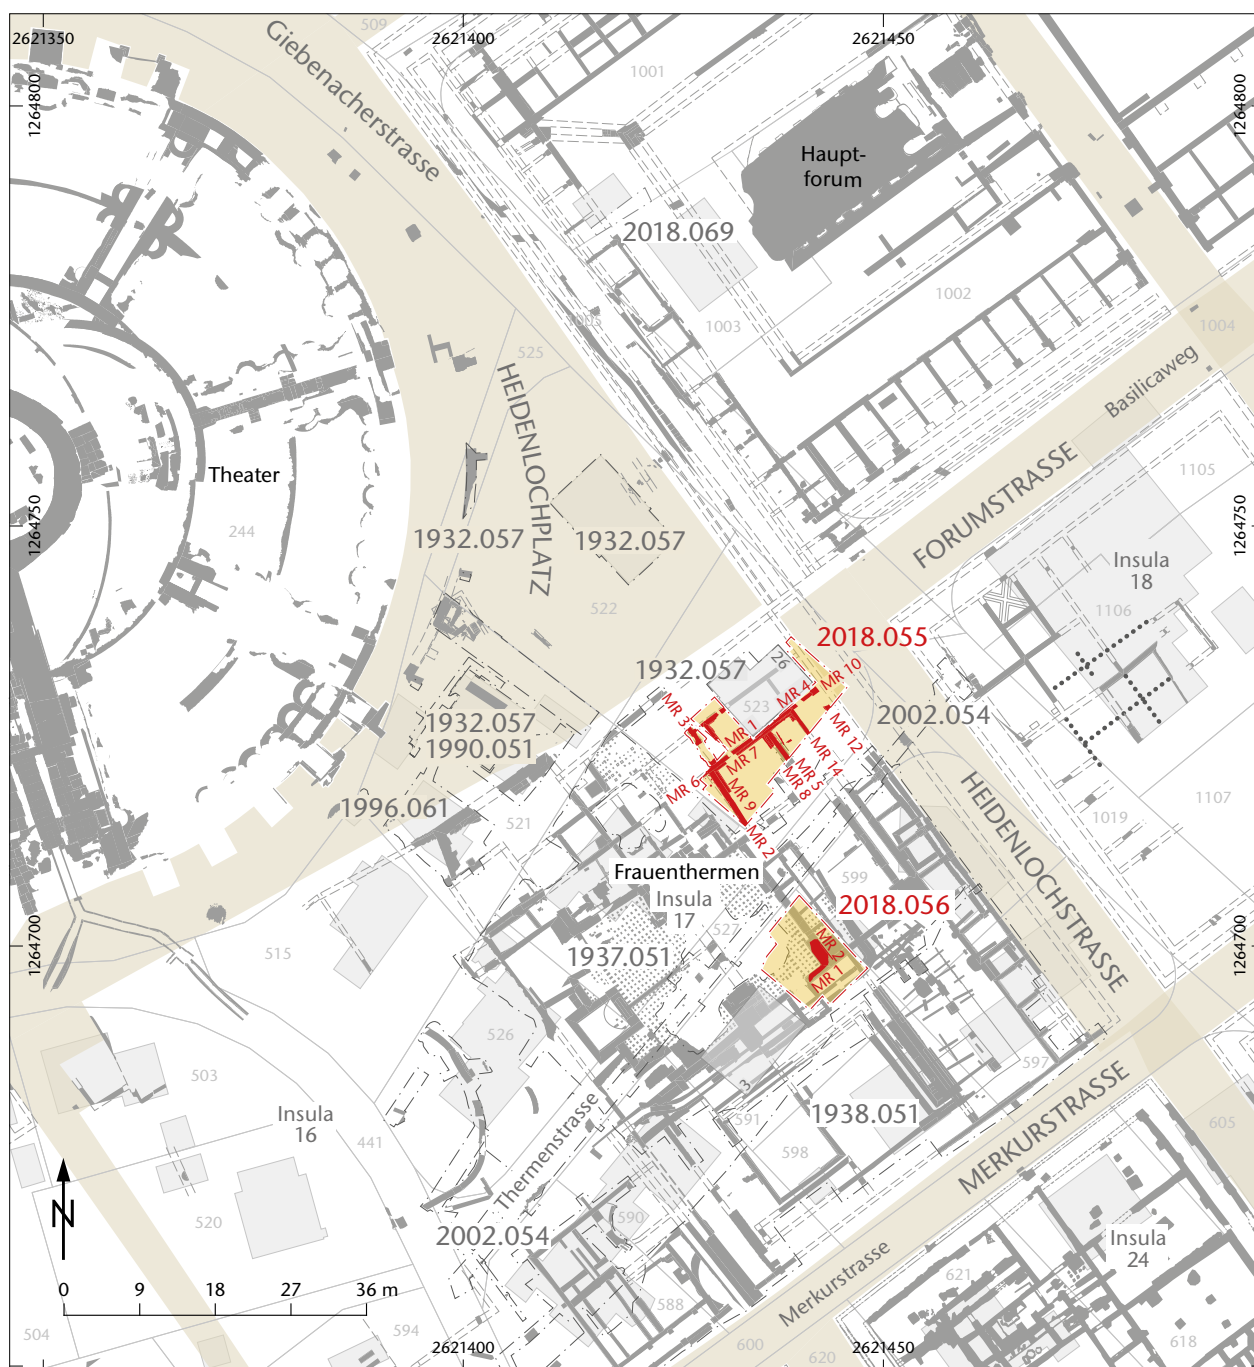 2621350
2621400
2621450
509
Giebenacherstrasse
1001
1264800
1264800
Haupt-
forum
2018.069
1002
1003
1003
1004
525
Basilicaweg
HEIDENLOCHPLATZ
Theater
FORUMSTRASSE
1105
244
1264750
1264750
1932.057
1932.057
Insula
18
522
1106
2018.055
1932.057
26
MR 10
MR 4
523
MR 3
2002.054
1932.057
1990.051
MR 1
MR 12
MR 7
MR 14
MR 6
MR 5
MR 8
MR 9
1996.061
HEIDENLOCHSTRASSE
1107
521
1019
MR 2
Frauenthermen
599
Insula
17
2018.056
527
515
1937.051
MR 2
1264700
1264700
MR 1
526
503
597
3
Insula
16
1938.051
591
MERKURSTRASSE
605
441
598
Thermenstrasse
N
520
590
2002.054
Insula
24
Merkurstrasse
621
0 9 18 27 36 m
588
504
594
600
620
618
2621400
2621450